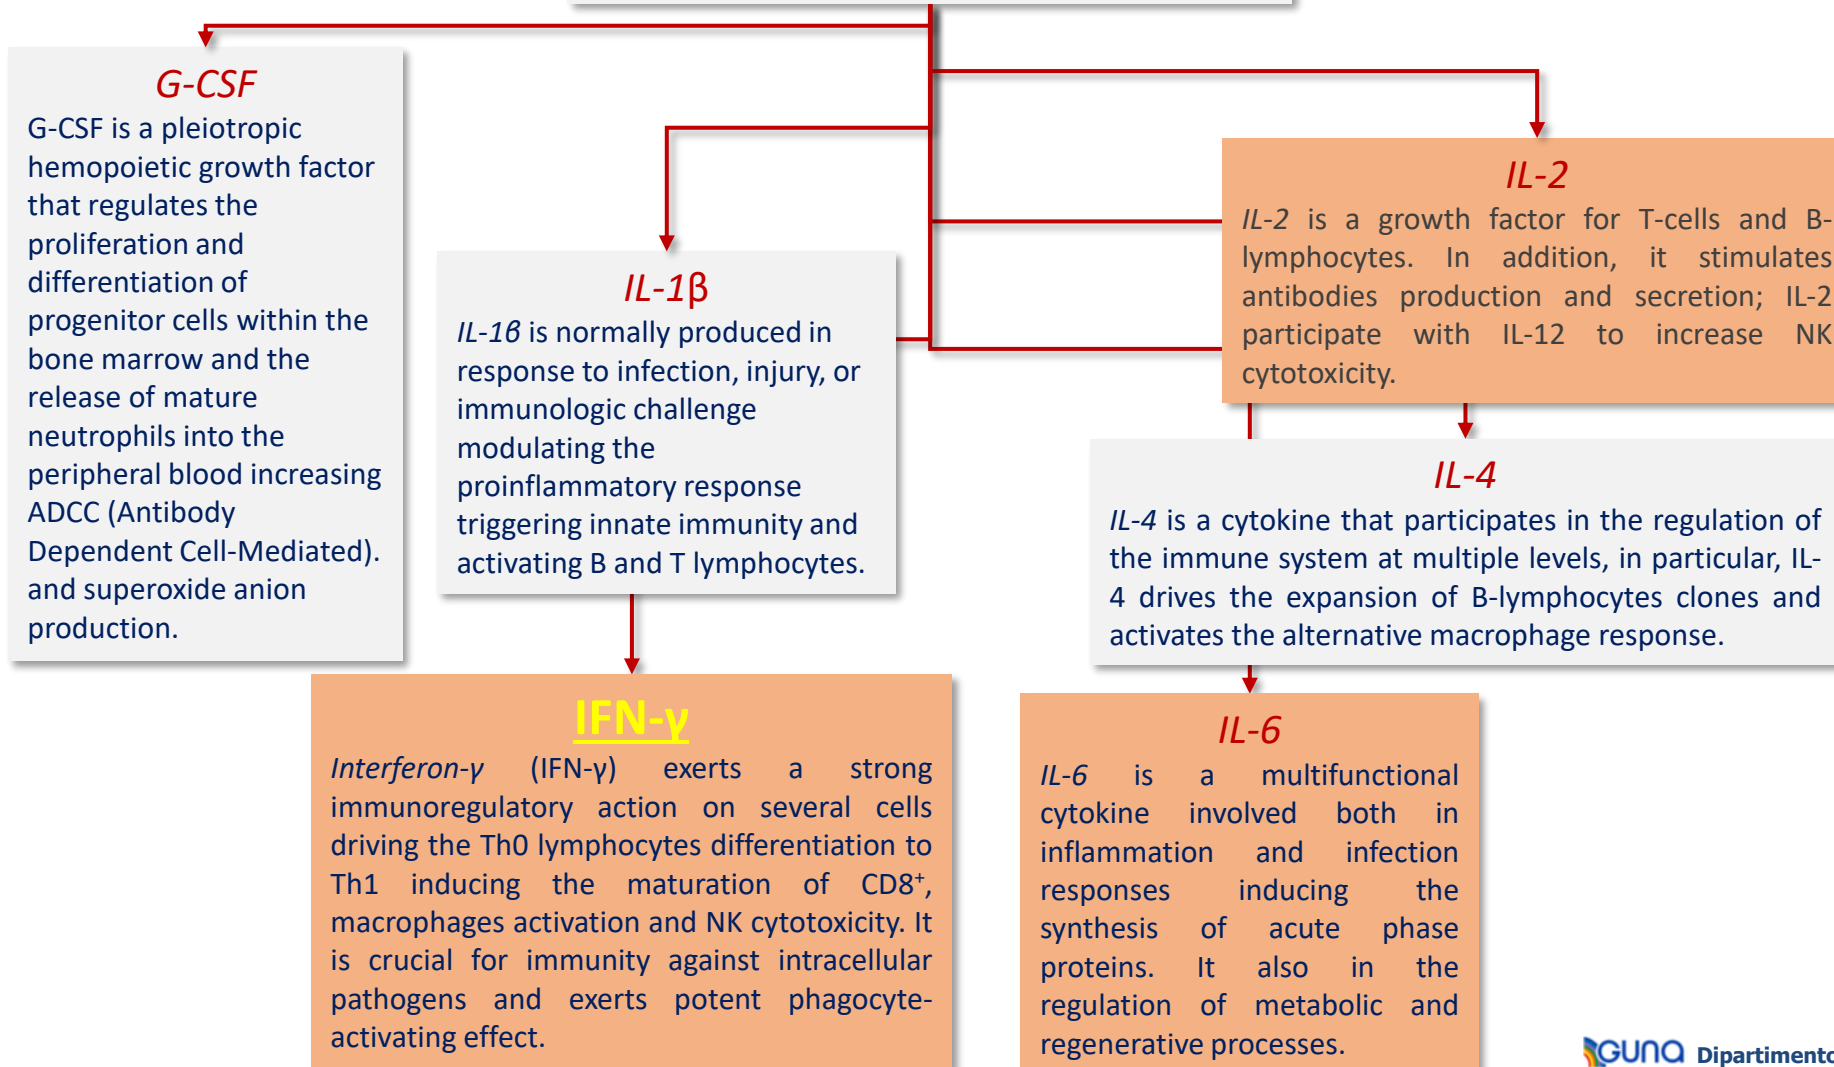 G-CSF
G-CSF is a pleiotropic
hemopoietic growth factor
that regulates the
proliferation and
differentiation of
progenitor cells within the
bone marrow and the
release of mature
neutrophils into the
peripheral blood increasing
ADCC (Antibody
Dependent Cell-Mediated).
and superoxide anion
production.
IL-1β
IL-1β is normally produced in
response to infection, injury, or
immunologic challenge
modulating the
proinflammatory response
triggering innate immunity and
activating B and T lymphocytes.
IL-2
IL-2 is a growth factor for T-cells and B-
lymphocytes. In addition, it stimulates
antibodies production and secretion; IL-2
participate with IL-12 to increase NK
cytotoxicity.
IL-4
IL-4 is a cytokine that participates in the regulation of
the immune system at multiple levels, in particular, IL-
4 drives the expansion of B-lymphocytes clones and
activates the alternative macrophage response.
IFN-γ
Interferon-γ (IFN-γ) exerts a strong
immunoregulatory action on several cells
driving the Th0 lymphocytes differentiation to
Th1 inducing the maturation of CD8⁺,
macrophages activation and NK cytotoxicity. It
is crucial for immunity against intracellular
pathogens and exerts potent phagocyte-
activating effect.
IL-6
IL-6 is a multifunctional
cytokine involved both in
inflammation and infection
responses inducing the
synthesis of acute phase
proteins. It also in the
regulation of metabolic and
regenerative processes.
GUNA Dipartimento